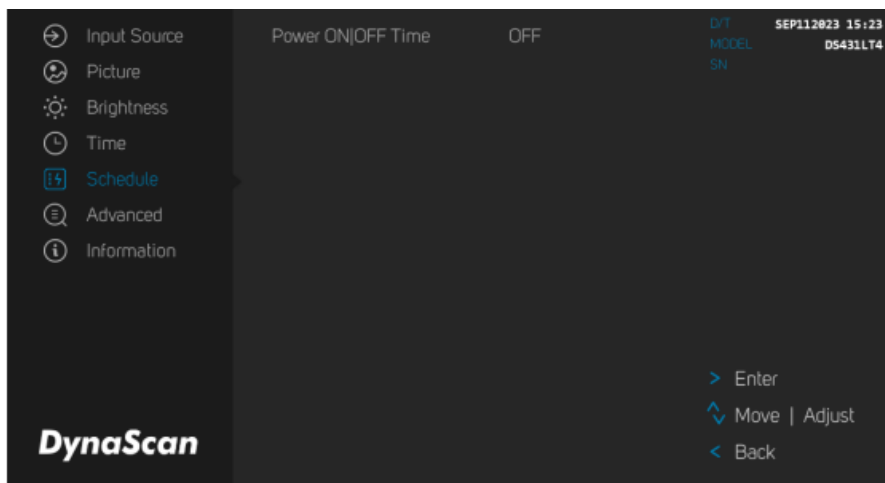 Input Source
Picture
Brightness
Time
Schedule
Advanced
Information
DynaScan
Power ON|OFF Time OFF
D/T SEP112023 15:23
MODEL DS431LT4
SN
> Enter
Move | Adjust
< Back